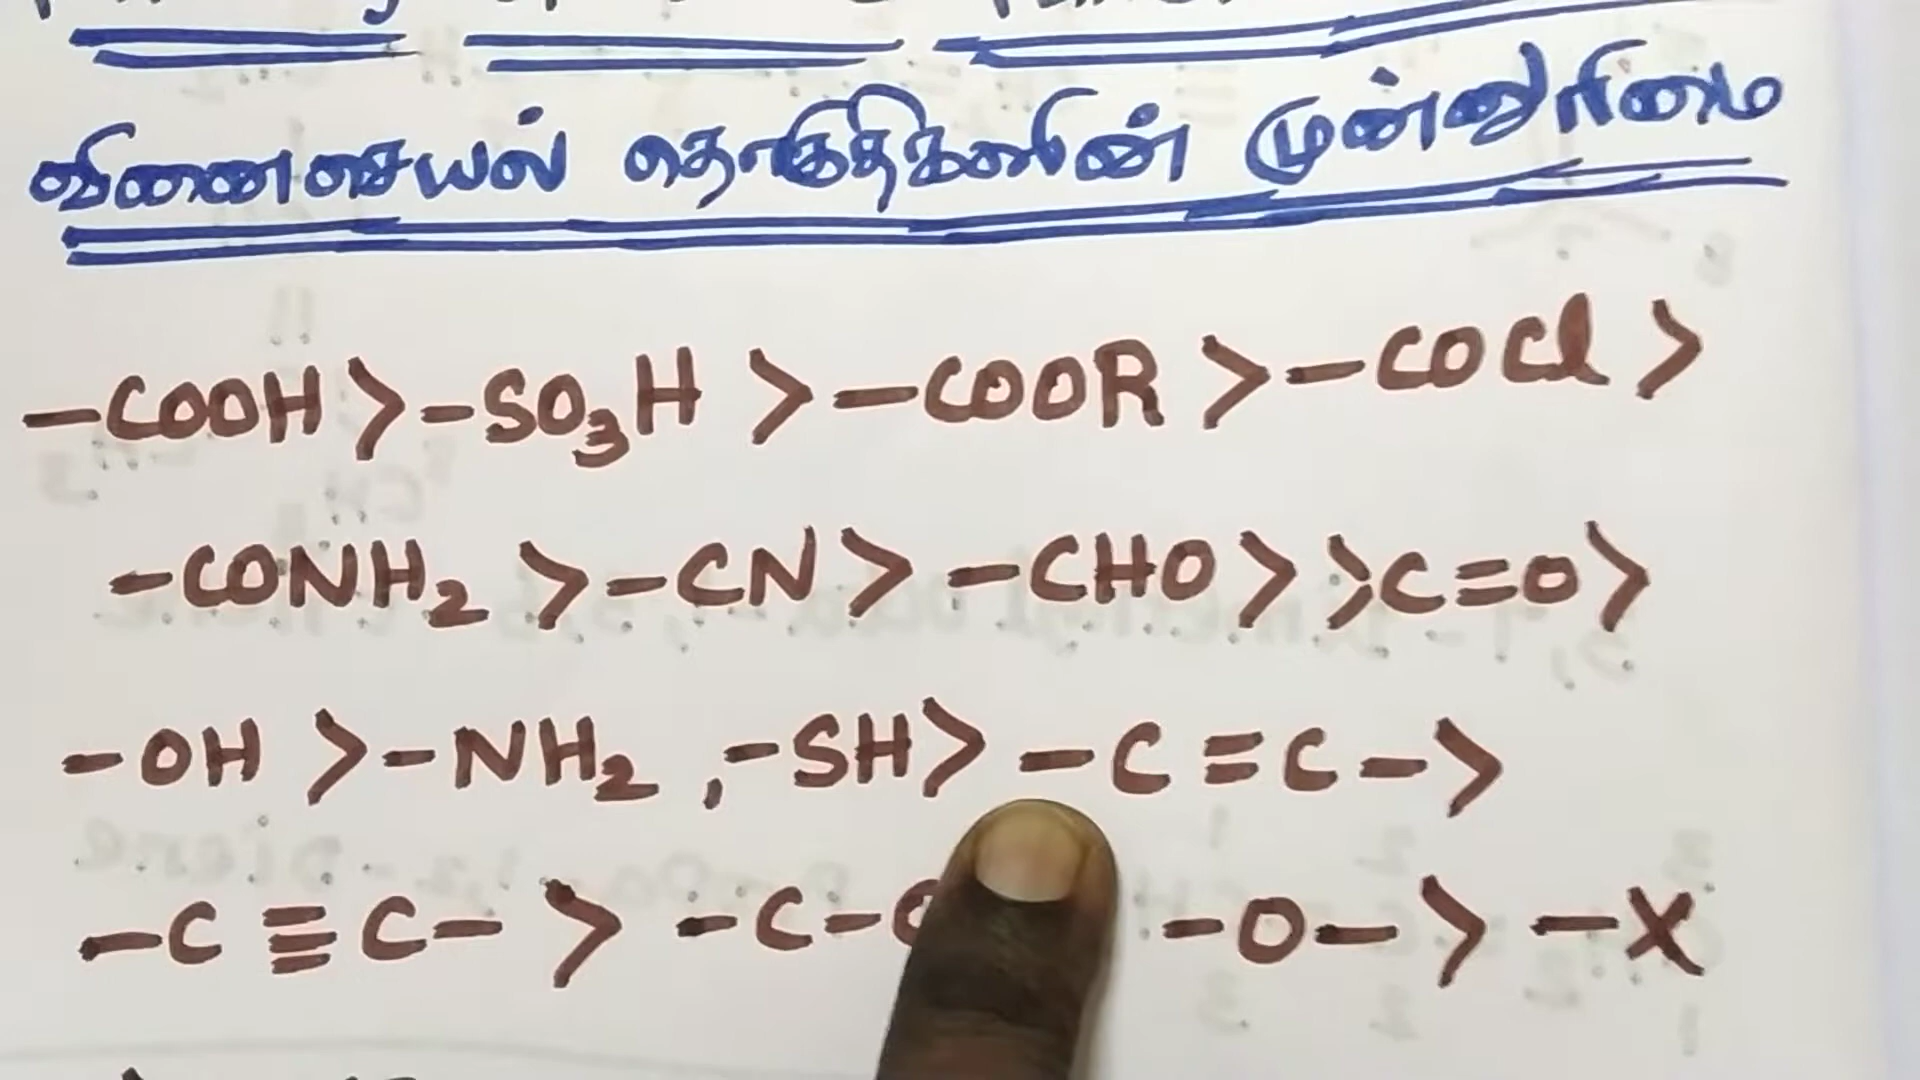 வினைசெயல் தொகுதிகளின் முன்னுரிமை
-COOH > -SO₃H > -COOR > -COCl >
-CONH₂ > -CN > -CHO > >C=O >
-OH > -NH₂ , -SH > -C=C- >
-C≡C- > -C- -O- > -X